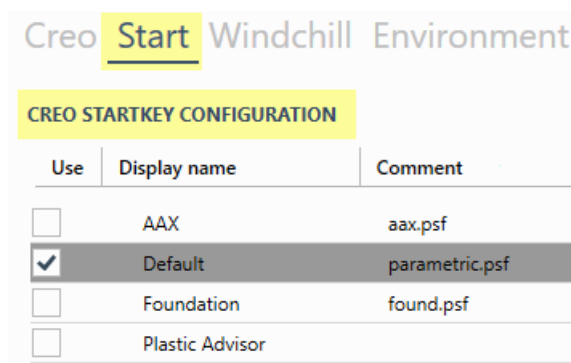 Creo Start Windchill Environment
CREO STARTKEY CONFIGURATION
Use Display name Comment
AAX aax.psf
Default parametric.psf
Foundation found.psf
Plastic Advisor